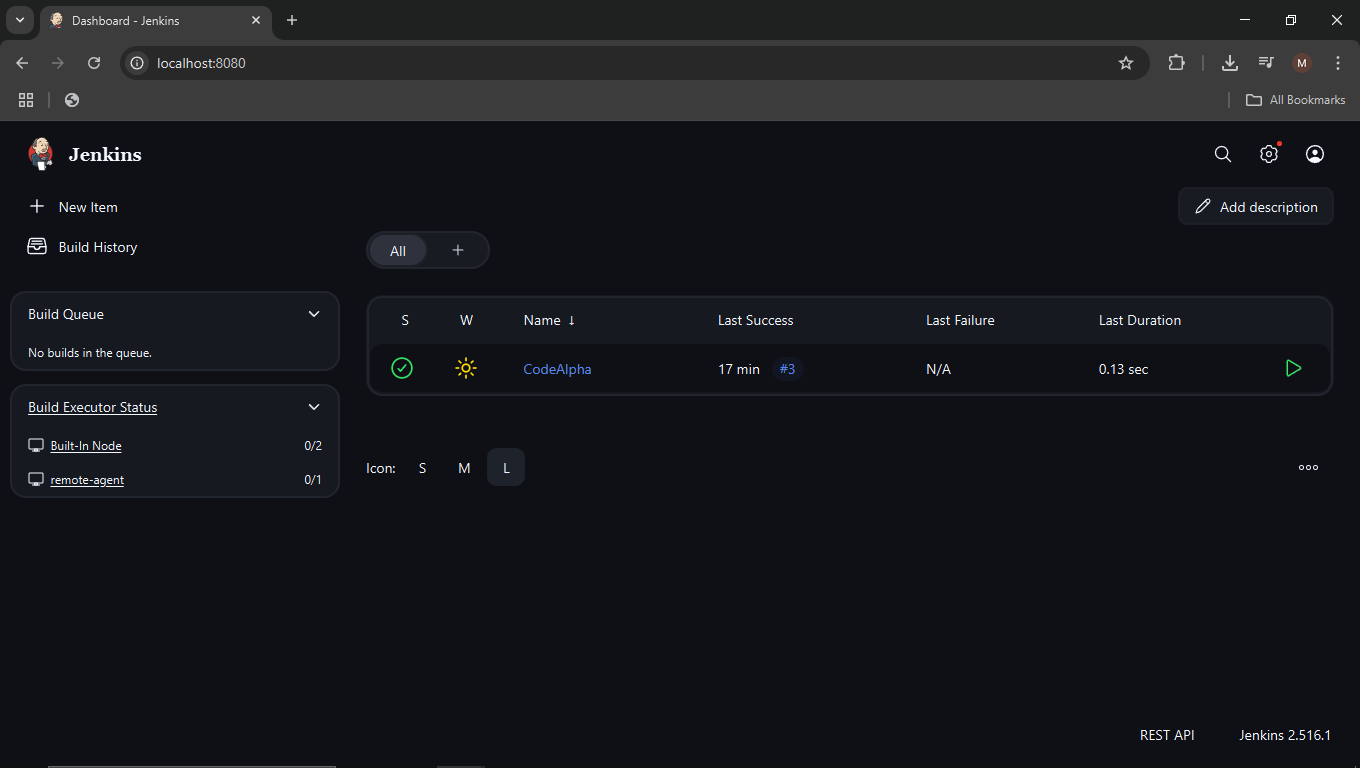 Dashboard - Jenkins
localhost:8080
M
All Bookmarks
Jenkins
New Item
Add description
Build History
All
Build Queue
No builds in the queue.
S W Name ↓ Last Success Last Failure Last Duration
CodeAlpha 17 min #3 N/A 0.13 sec
Build Executor Status
Built-In Node 0/2
remote-agent 0/1
Icon: S M L
REST API Jenkins 2.516.1